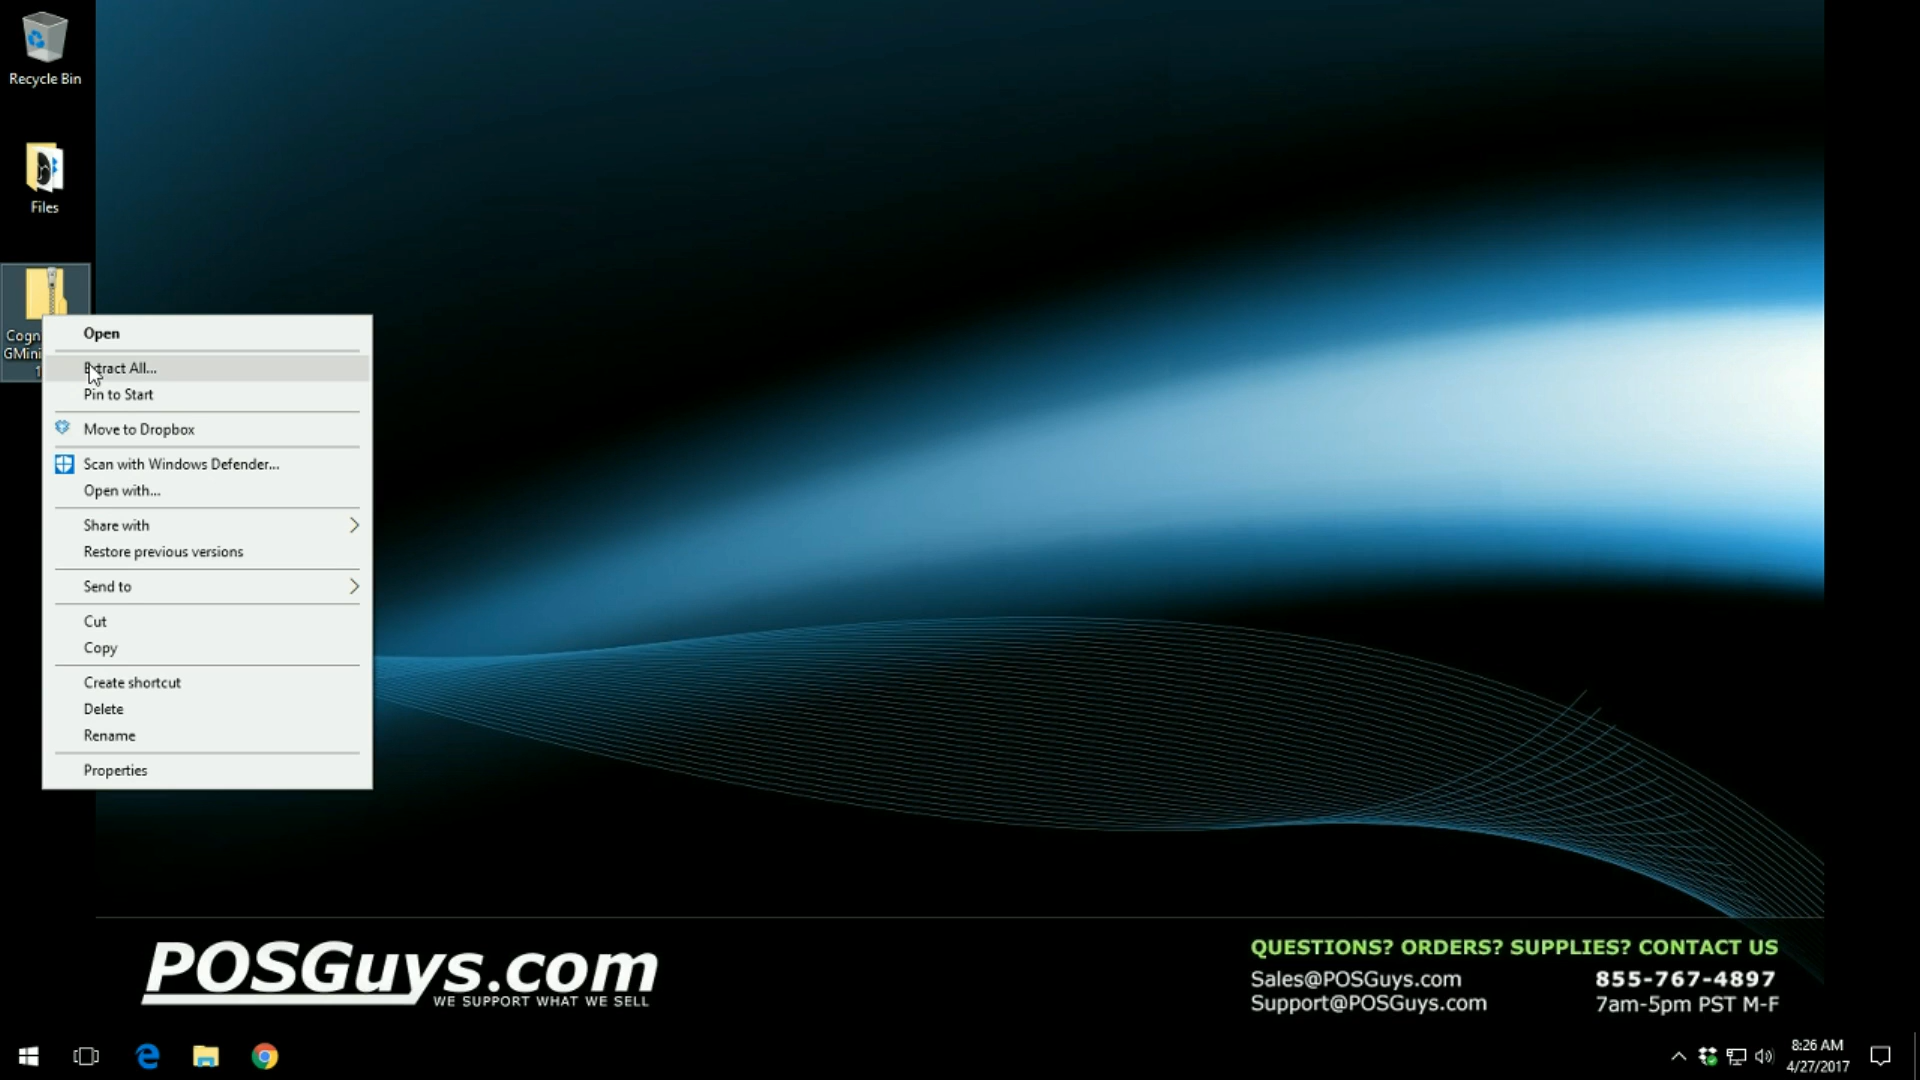 Recycle Bin
Files
Open
Extract All...
Pin to Start
Move to Dropbox
Scan with Windows Defender...
Open with...
Share with
Restore previous versions
Send to
Cut
Copy
Create shortcut
Delete
Rename
Properties
POSGuys.com
WE SUPPORT WHAT WE SELL
QUESTIONS? ORDERS? SUPPLIES? CONTACT US
Sales@POSGuys.com 855-767-4897
Support@POSGuys.com 7am-5pm PST M-F
8:26 AM
4/27/2017